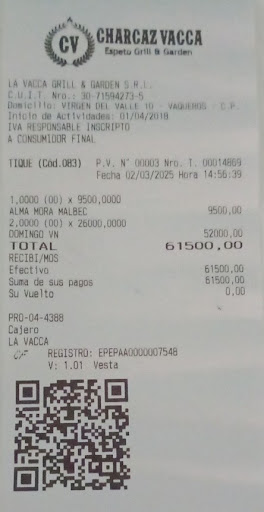 CV CHARCAZ VACCA
Espeto Grill & Garden
LA VACCA GRILL & GARDEN S.R.L.
C.U.I.T. Nro.: 30-71594273-5
Domicilio: VIRGEN DEL VALLE 10 - VAQUEROS - C.P.
Inicio de Actividades: 01/04/2018
IVA RESPONSABLE INSCRIPTO
A CONSUMIDOR FINAL
TIQUE (Cód.083) P.V. N° 00003 Nro. T. 00014869
Fecha 02/03/2025 Hora 14:56:39
1,0000 (00) x 9500,0000
ALMA MORA MALBEC 9500,00
2,0000 (00) x 26000,0000
DOMINGO VN 52000,00
TOTAL 61500,00
RECIBI/MOS
Efectivo 61500,00
Suma de sus pagos 61500,00
Su Vuelto 0,00
PRO-04-4388
Cajero
LA VACCA
CF REGISTRO: EPEPAA0000007548
V: 1.01 Vesta